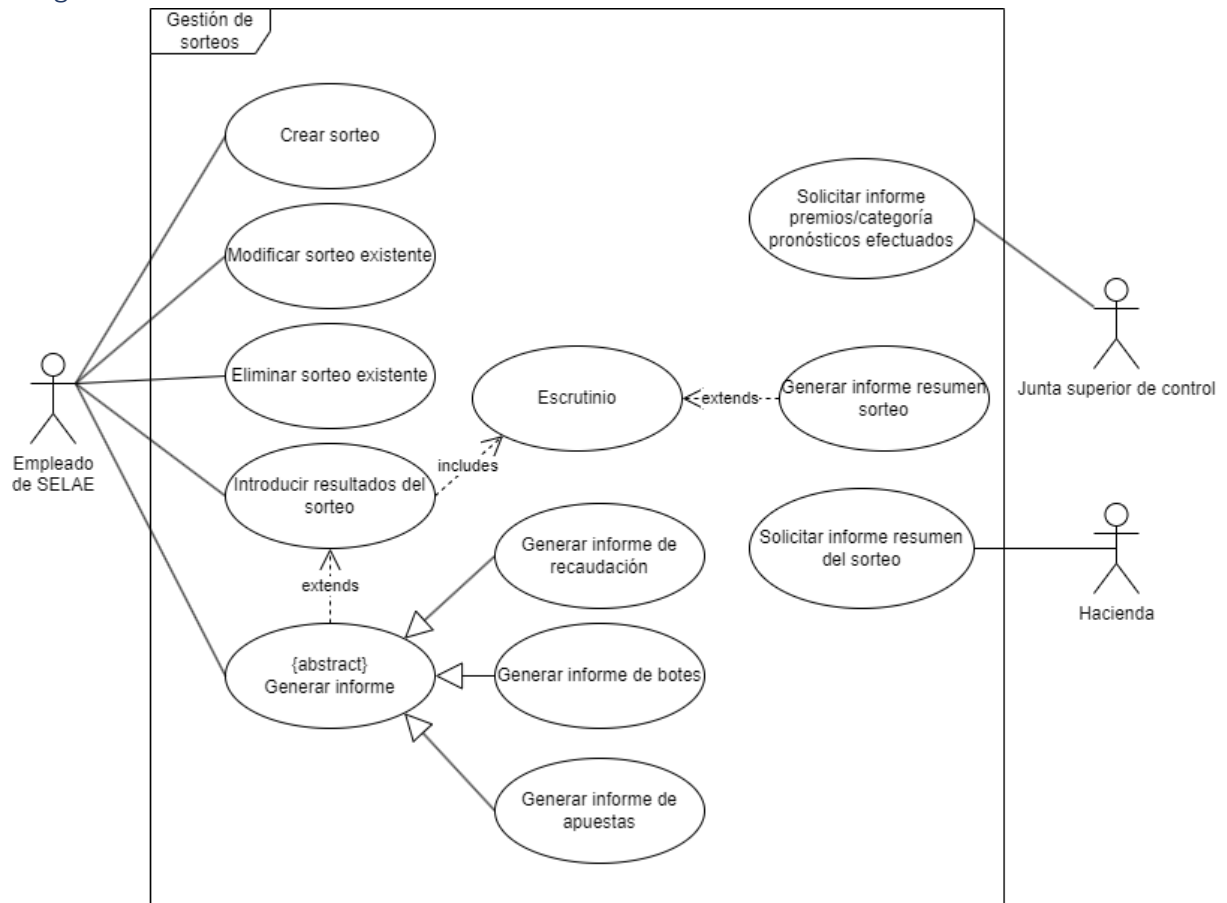 Gestión de
sorteos
Crear sorteo
Solicitar informe
premios/categoría
pronósticos efectuados
Modificar sorteo existente
Junta superior de control
Eliminar sorteo existente
Escrutinio
extends
Generar informe resumen
sorteo
Empleado
de SELAE
includes
Introducir resultados del
sorteo
Generar informe de
recaudación
Solicitar informe resumen
del sorteo
extends
Hacienda
{abstract}
Generar informe
Generar informe de botes
Generar informe de
apuestas